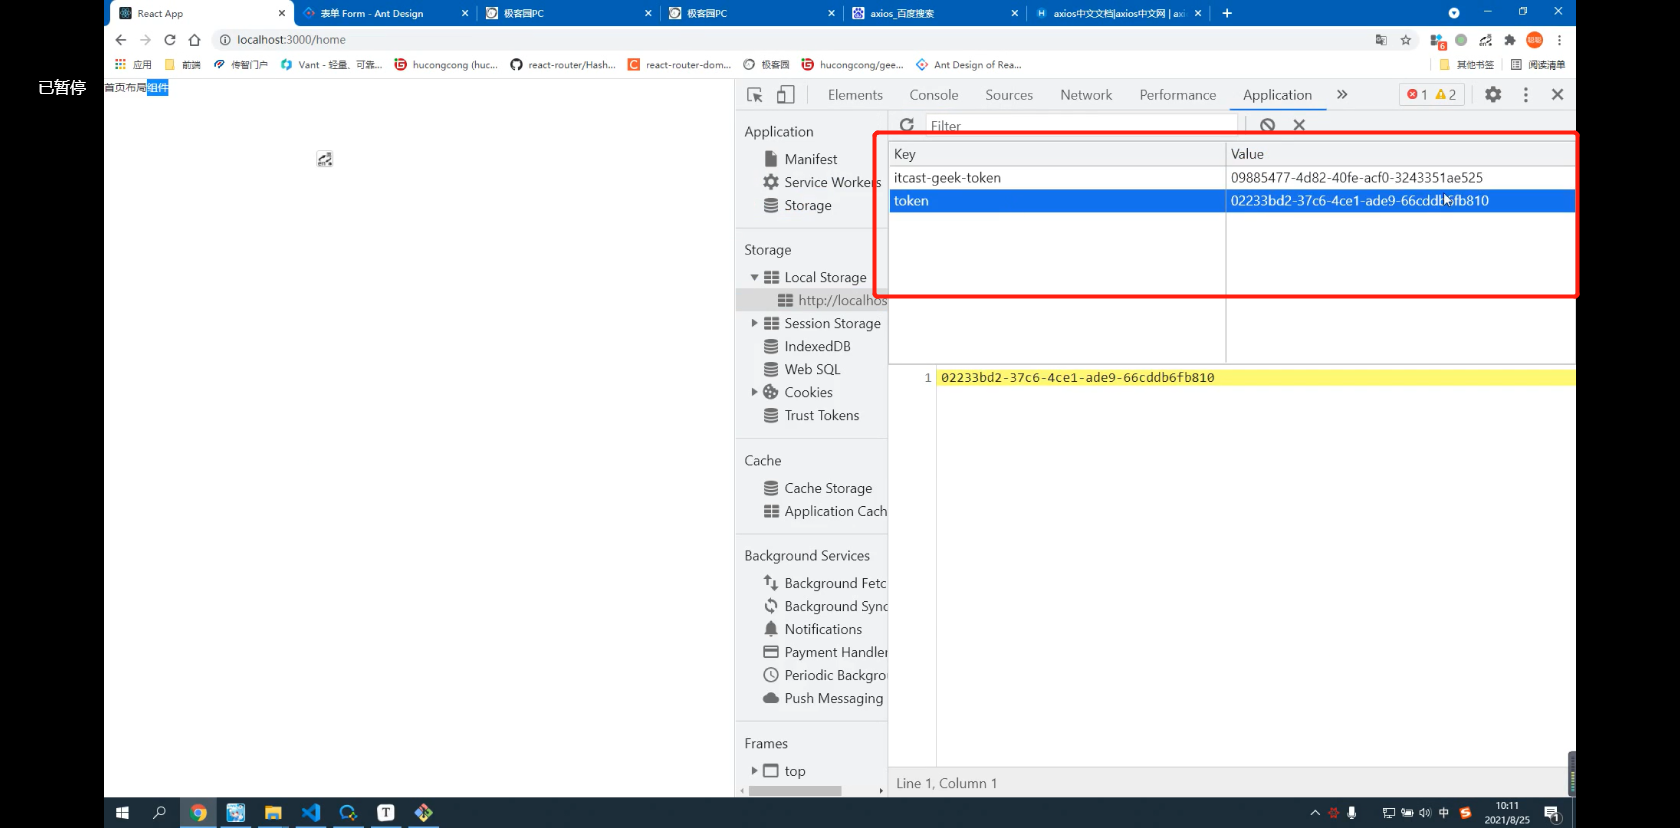 React App
表单 Form - Ant Design
极客园PC
极客园PC
axios_百度搜索
axios中文文档|axios中文网 | axi
localhost:3000/home
应用
前端
传智门户
Vant - 轻量、可靠...
hucongcong (huc...
react-router/Hash...
react-router-dom...
极客圈
hucongcong/gee...
Ant Design of Rea...
其他书签
阅读清单
已暂停
首页布局组件
Elements
Console
Sources
Network
Performance
Application
1
2
Filter
Application
Manifest
Service Workers
Storage
Storage
Local Storage
http://localhos
Session Storage
IndexedDB
Web SQL
Cookies
Trust Tokens
Cache
Cache Storage
Application Cach
Background Services
Background Fetc
Background Sync
Notifications
Payment Handler
Periodic Backgro
Push Messaging
Frames
top
Key
Value
itcast-geek-token
09885477-4d82-40fe-acf0-3243351ae525
token
02233bd2-37c6-4ce1-ade9-66cddb6fb810
1
02233bd2-37c6-4ce1-ade9-66cddb6fb810
Line 1, Column 1
中
10:11
2021/8/25
1